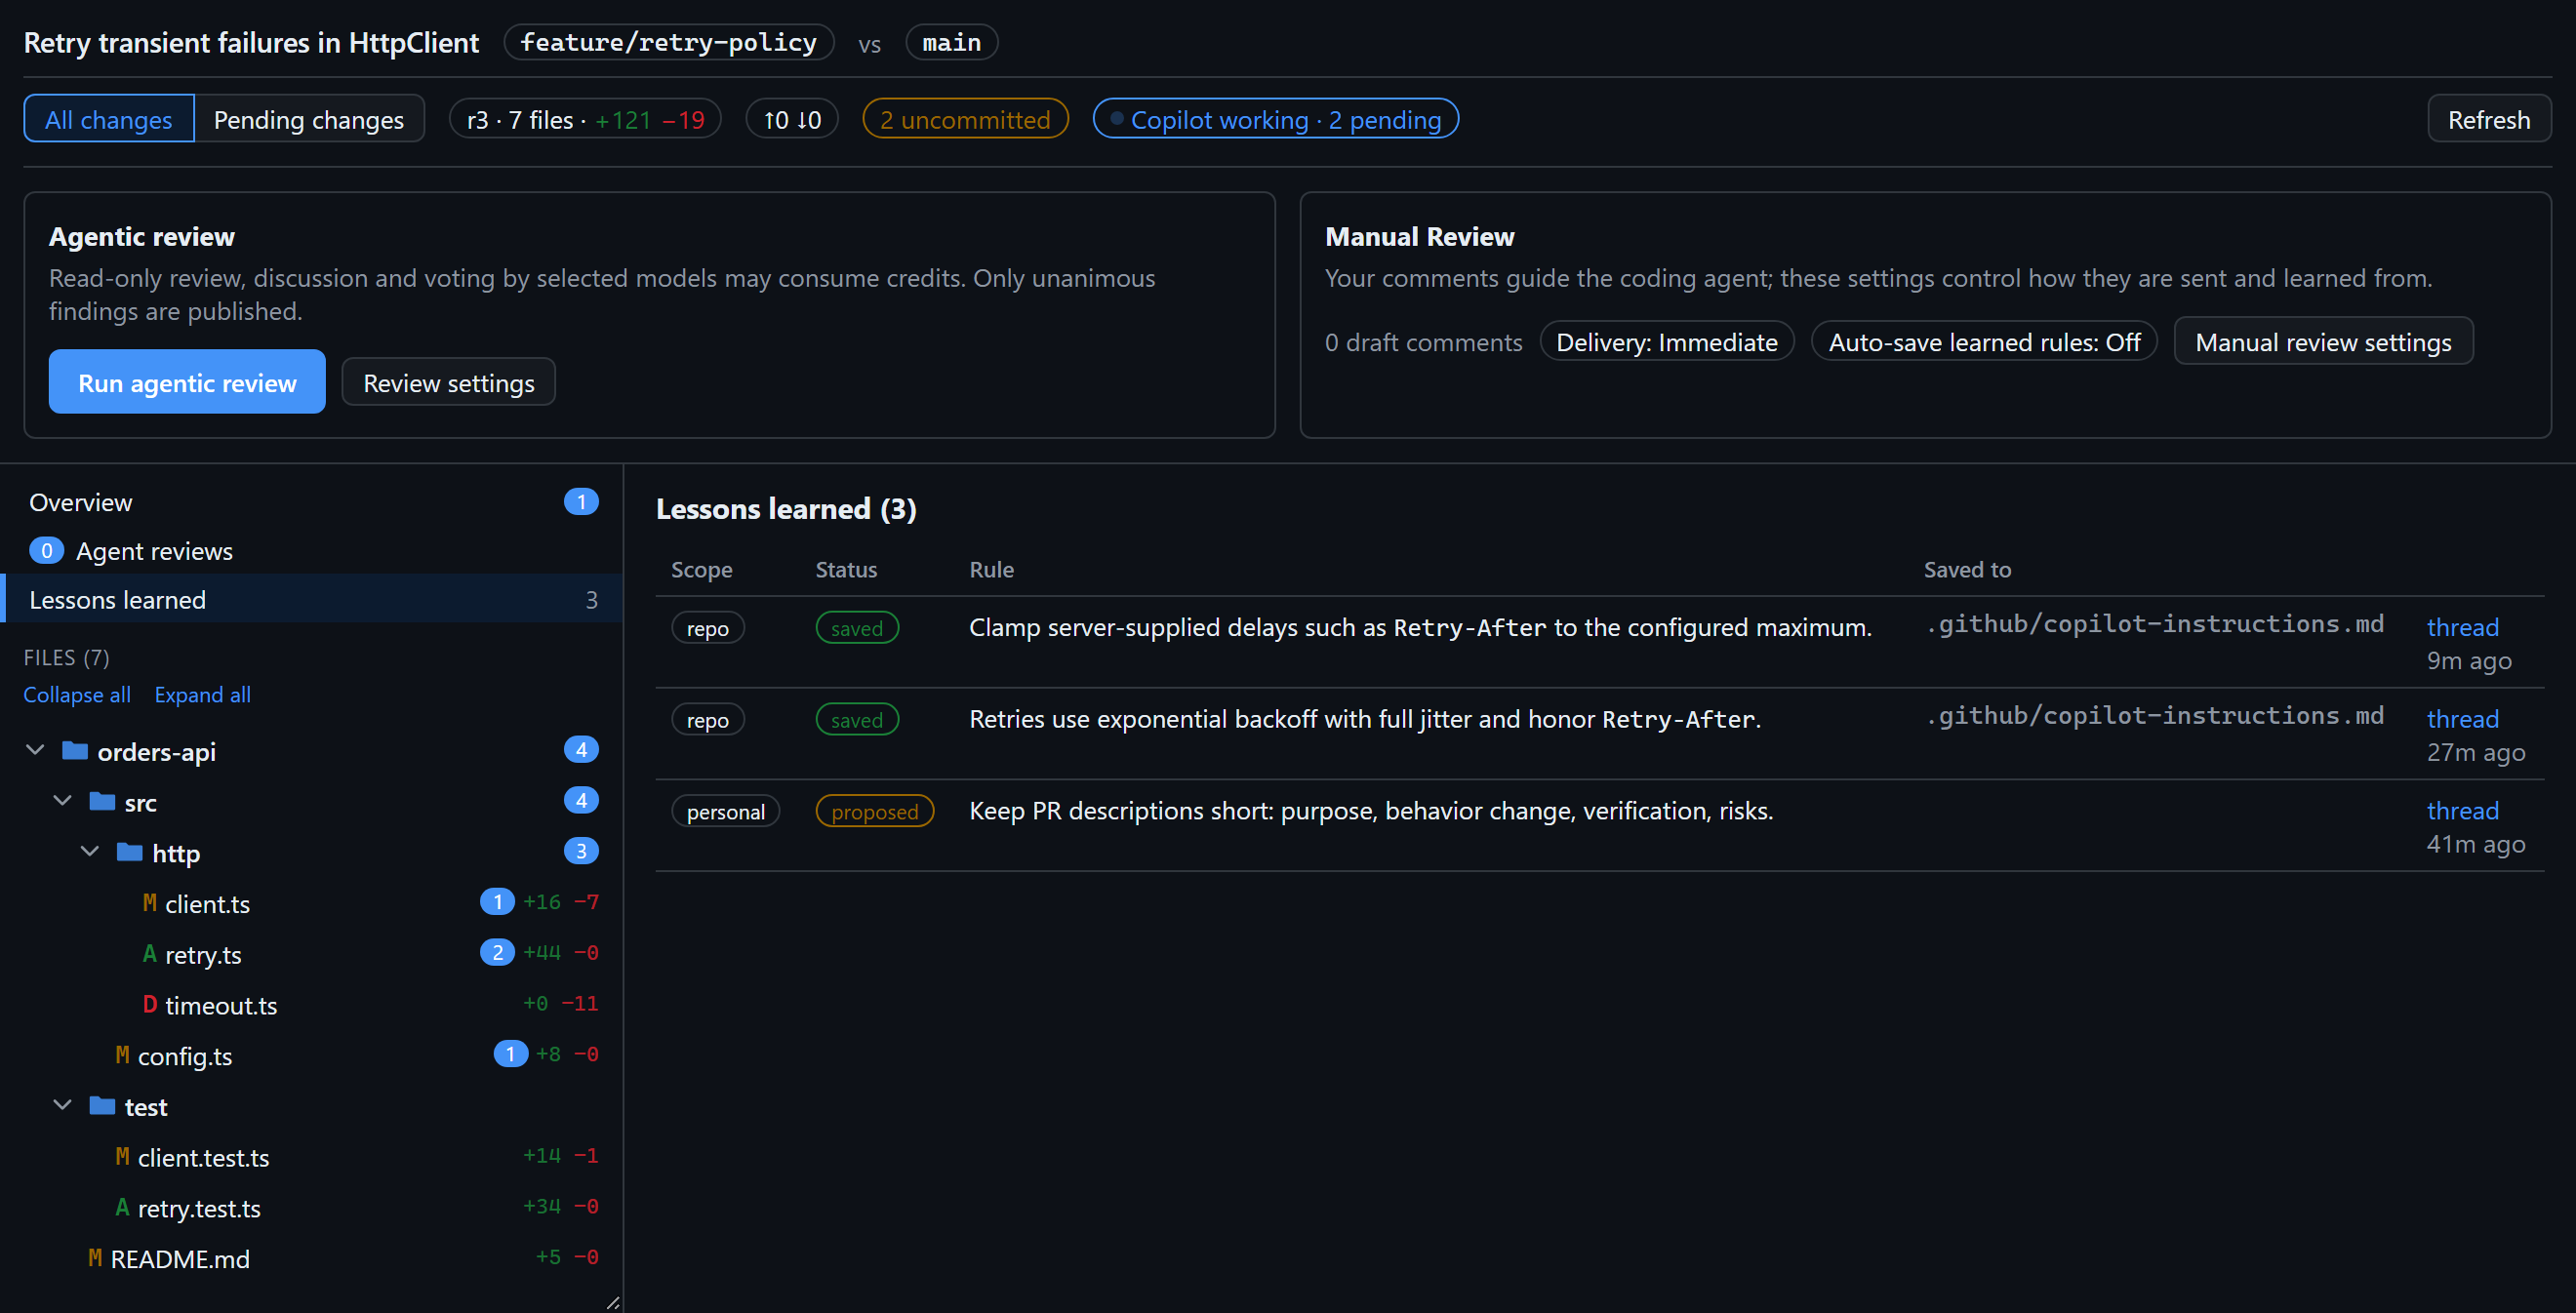 Retry transient failures in HttpClient feature/retry-policy vs main
All changes Pending changes r3 · 7 files · +121 −19 ↑0 ↓0 2 uncommitted Copilot working · 2 pending Refresh
Agentic review
Read-only review, discussion and voting by selected models may consume credits. Only unanimous
findings are published.
Run agentic review Review settings
Manual Review
Your comments guide the coding agent; these settings control how they are sent and learned from.
0 draft comments Delivery: Immediate Auto-save learned rules: Off Manual review settings
Overview 1
0 Agent reviews
Lessons learned 3
FILES (7)
Collapse all Expand all
orders-api 4
src 4
http 3
M client.ts 1 +16 −7
A retry.ts 2 +44 −0
D timeout.ts +0 −11
M config.ts 1 +8 −0
test
M client.test.ts +14 −1
A retry.test.ts +34 −0
M README.md +5 −0
Lessons learned (3)
Scope Status Rule Saved to
repo saved Clamp server-supplied delays such as Retry-After to the configured maximum. .github/copilot-instructions.md thread
9m ago
repo saved Retries use exponential backoff with full jitter and honor Retry-After. .github/copilot-instructions.md thread
27m ago
personal proposed Keep PR descriptions short: purpose, behavior change, verification, risks. thread
41m ago